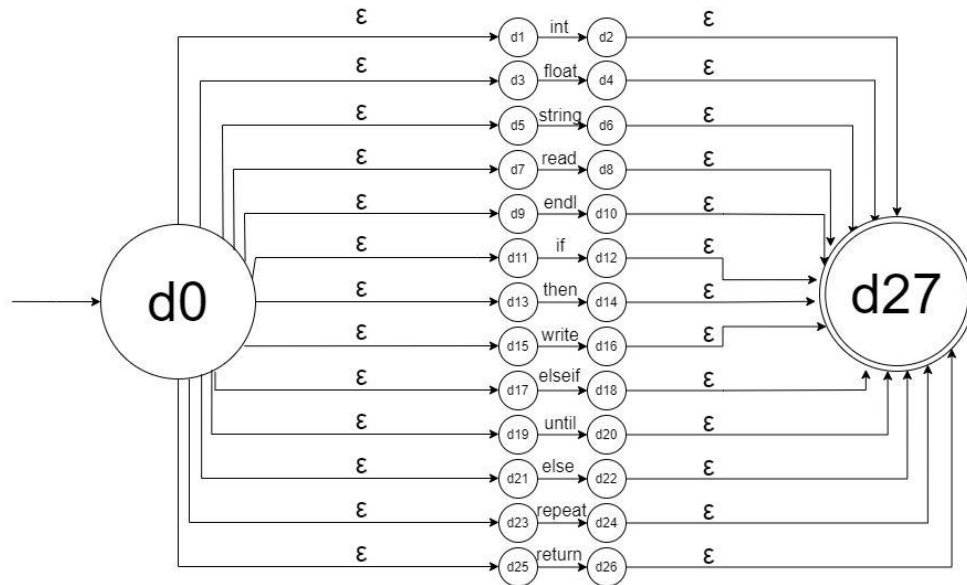 ε d1 int d2 ε
ε d3 float d4 ε
ε d5 string d6 ε
ε d7 read d8 ε
ε d9 endl d10 ε
ε d11 if d12 ε
d0 ε d13 then d14 ε d27
ε d15 write d16 ε
ε d17 elseif d18 ε
ε d19 until d20 ε
ε d21 else d22 ε
ε d23 repeat d24 ε
ε d25 return d26 ε